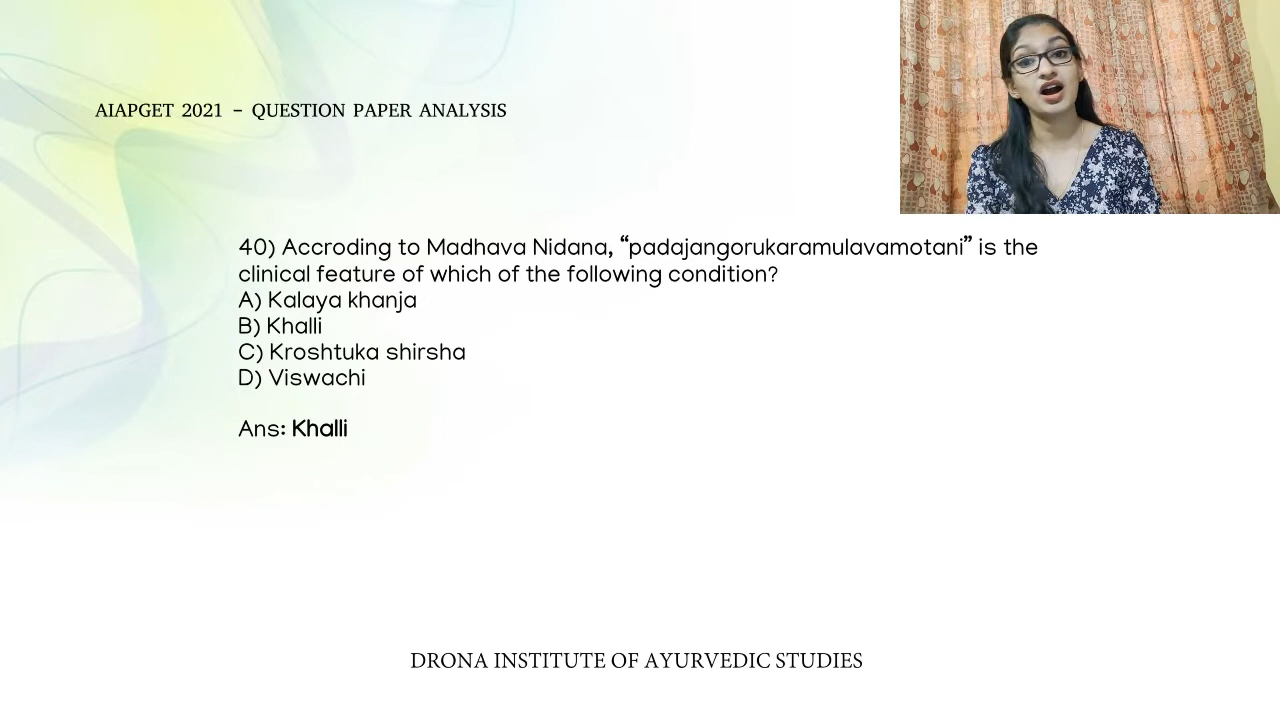 AIAPGET 2021 - QUESTION PAPER ANALYSIS
40) Accroding to Madhava Nidana, “padajangorukaramulavamotani” is the
clinical feature of which of the following condition?
A) Kalaya khanja
B) Khalli
C) Kroshtuka shirsha
D) Viswachi
Ans: Khalli
DRONA INSTITUTE OF AYURVEDIC STUDIES